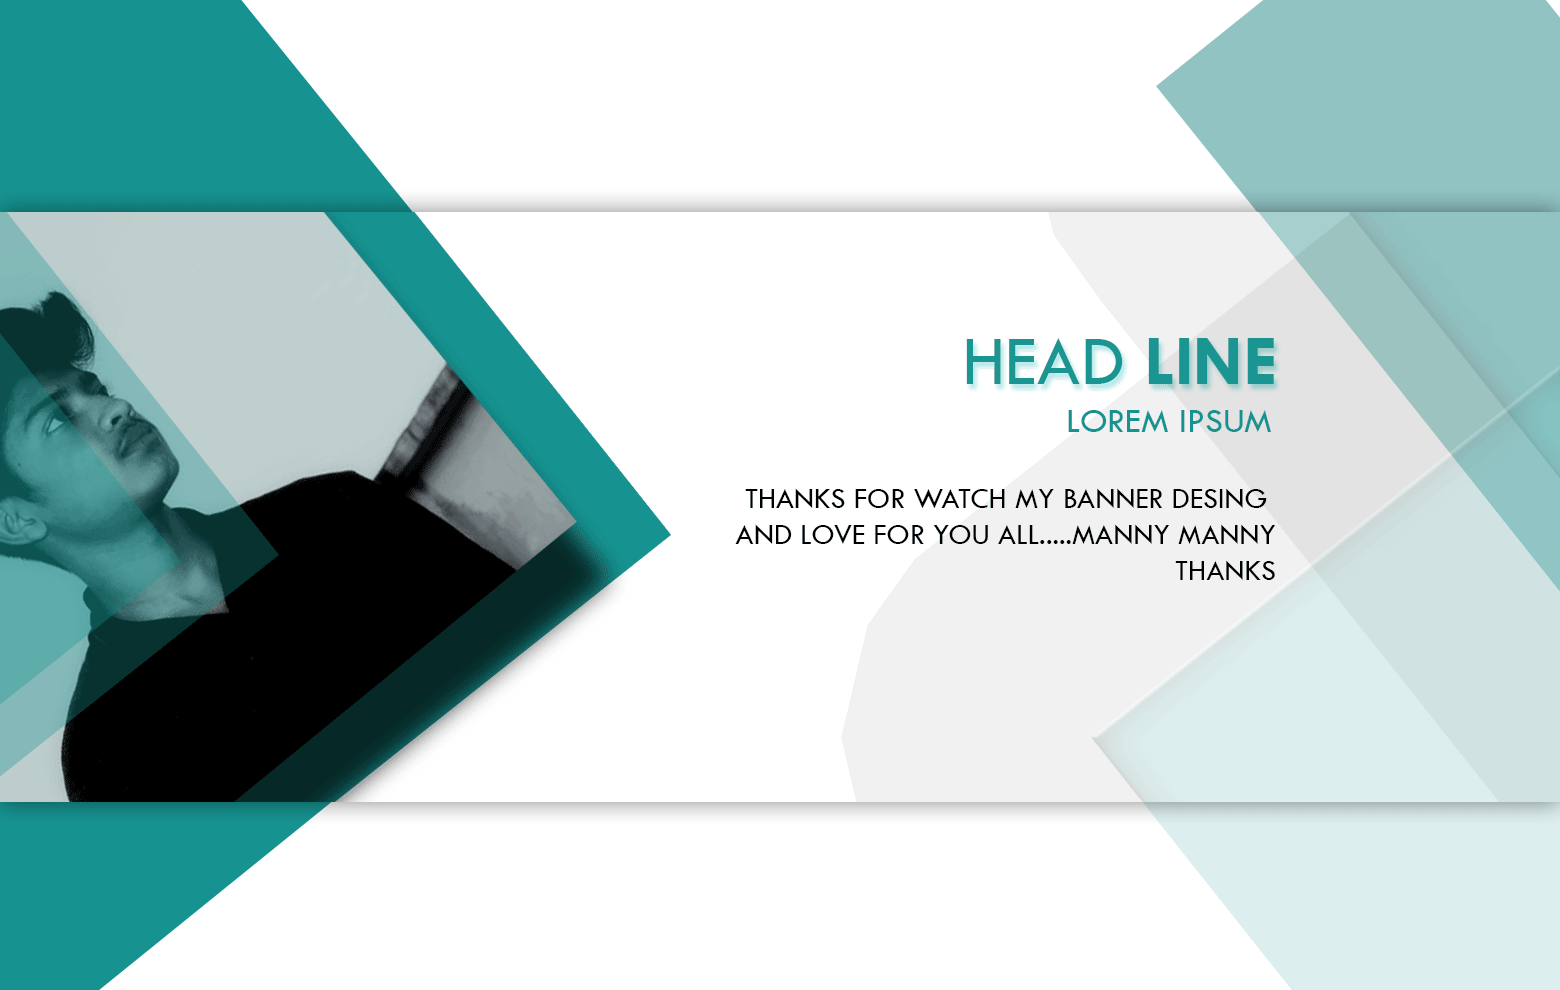 HEAD LINE
LOREM IPSUM
THANKS FOR WATCH MY BANNER DESING
AND LOVE FOR YOU ALL.....MANNY MANNY
THANKS